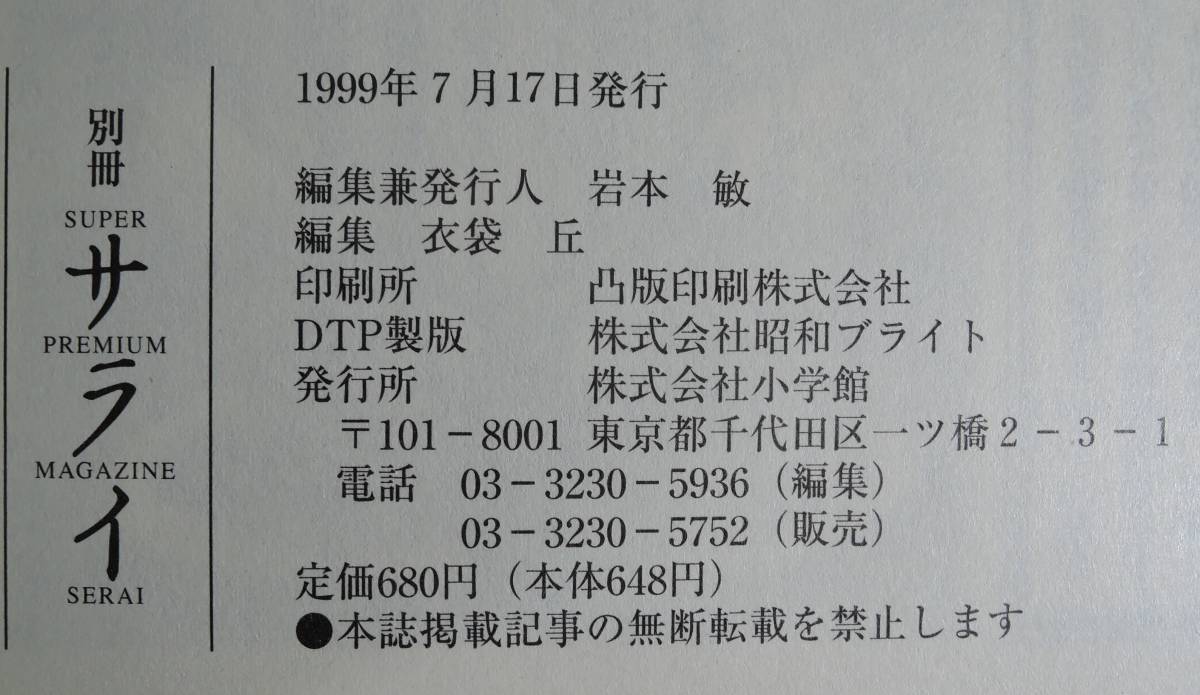 別冊
SUPER
サ
PREMIUM
ラ
MAGAZINE
イ
SERAI
1999年7月17日発行
編集兼発行人 岩本 敏
編集 衣袋 丘
印刷所 凸版印刷株式会社
DTP製版 株式会社昭和ブライト
発行所 株式会社小学館
〒101−8001 東京都千代田区一ツ橋2−3−1
電話 03−3230−5936(編集)
03−3230−5752(販売)
定価680円(本体648円)
●本誌掲載記事の無断転載を禁止します